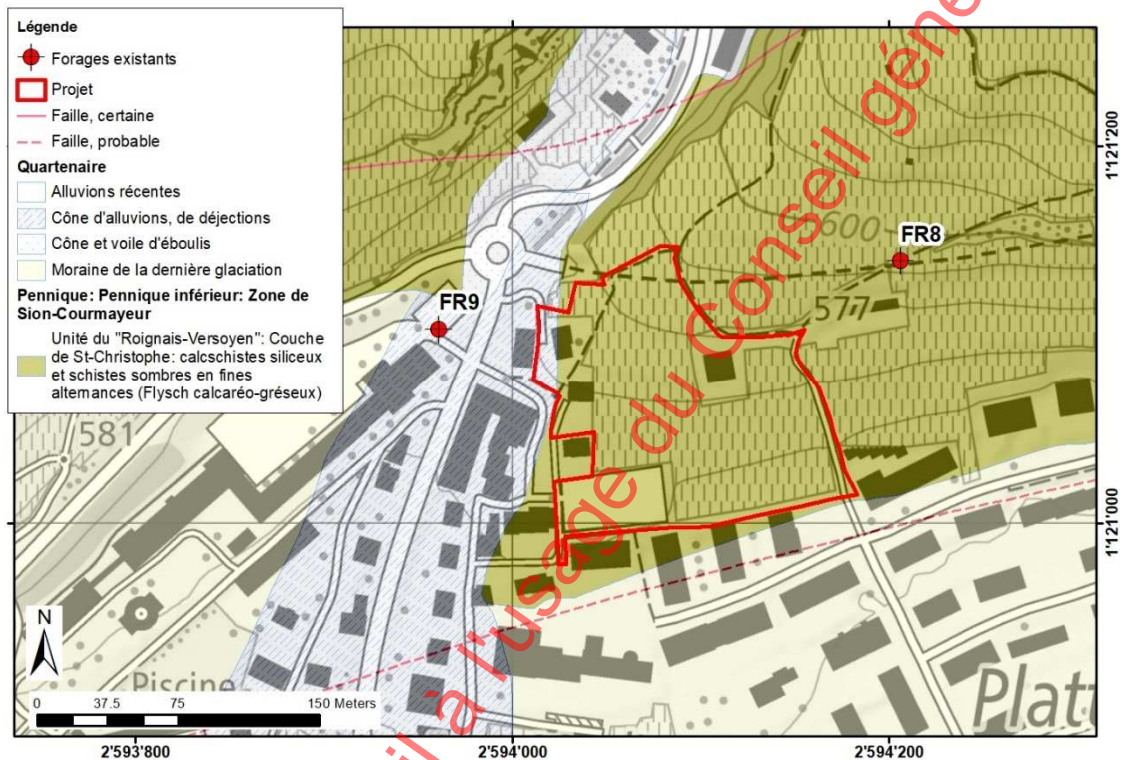 Légende
Forages existants
Projet
Faille, certaine
Faille, probable
Quartenaire
Alluvions récentes
Cône d'alluvions, de déjections
Cône et voile d'éboulis
Moraine de la dernière glaciation
Pennique: Pennique inférieur: Zone de
Sion-Courmayeur
Unité du "Roignais-Versoyen": Couche
de St-Christophe: calcschistes siliceux
et schistes sombres en fines
alternances (Flysch calcaréo-gréseux)
1'121'200
600
FR8
577
FR9
581
1'121'000
N
Piscine
0 37.5 75 150 Meters
Platt
2'593'800 2'594'000 2'594'200
à l'usage du Conseil géné